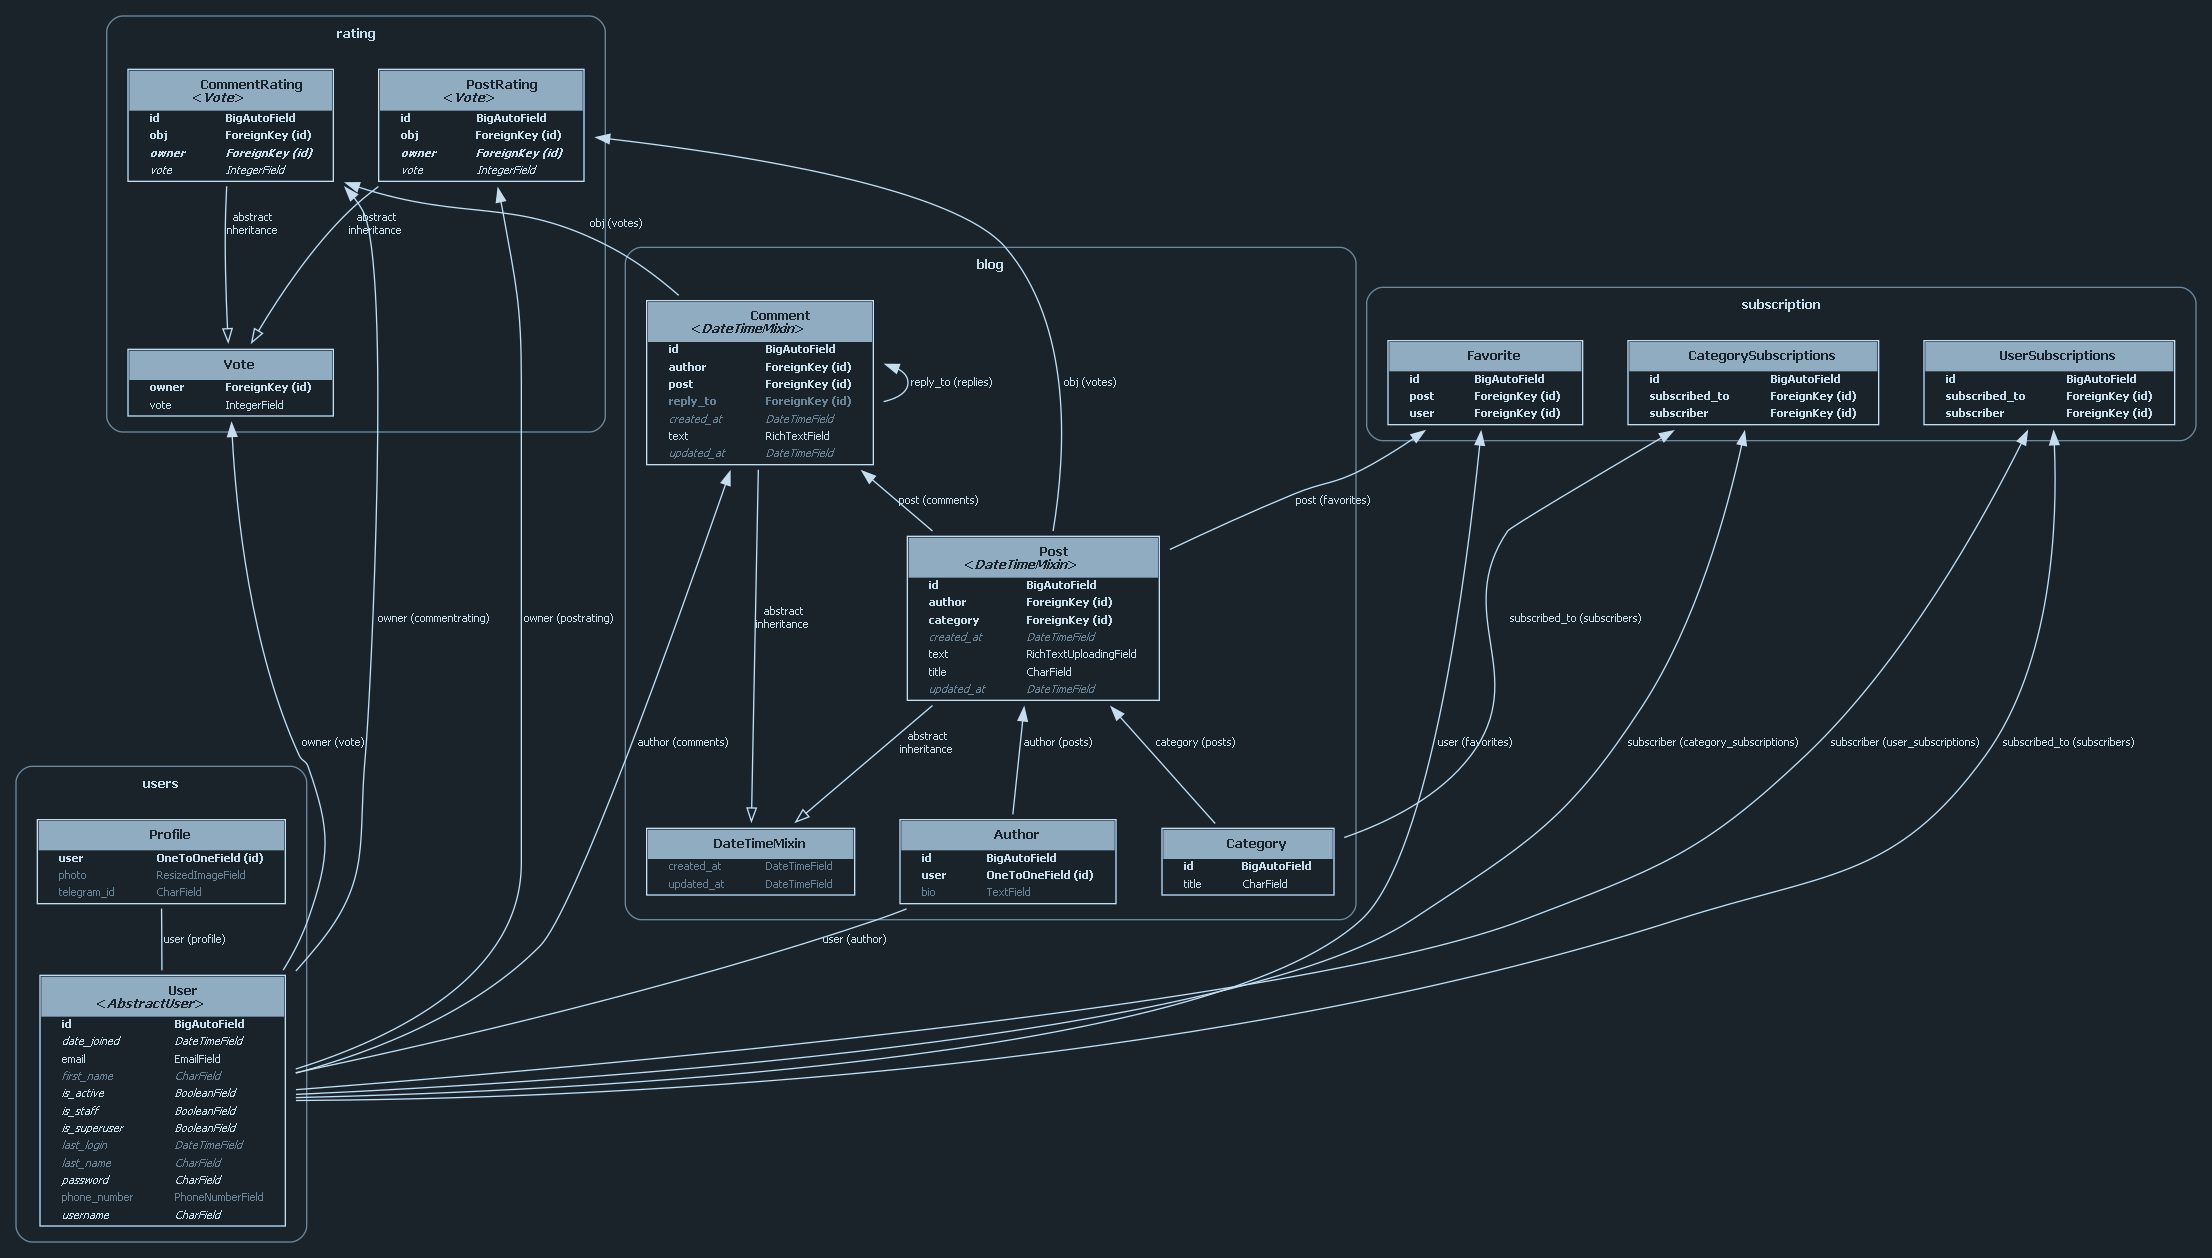 rating
CommentRating
<Vote>
id BigAutoField
obj ForeignKey (id)
owner ForeignKey (id)
vote IntegerField
PostRating
<Vote>
id BigAutoField
obj ForeignKey (id)
owner ForeignKey (id)
vote IntegerField
abstract
nheritance
abstract
inheritance
obj (votes)
Vote
owner ForeignKey (id)
vote IntegerField
blog
Comment
<DateTimeMixin>
id BigAutoField
author ForeignKey (id)
post ForeignKey (id)
reply_to ForeignKey (id)
created_at DateTimeField
text RichTextField
updated_at DateTimeField
reply_to (replies)
obj (votes)
subscription
Favorite
id BigAutoField
post ForeignKey (id)
user ForeignKey (id)
CategorySubscriptions
id BigAutoField
subscribed_to ForeignKey (id)
subscriber ForeignKey (id)
UserSubscriptions
id BigAutoField
subscribed_to ForeignKey (id)
subscriber ForeignKey (id)
post (comments)
post (favorites)
Post
<DateTimeMixin>
id BigAutoField
author ForeignKey (id)
category ForeignKey (id)
created_at DateTimeField
text RichTextUploadingField
title CharField
updated_at DateTimeField
owner (commentrating)
owner (postrating)
abstract
inheritance
subscribed_to (subscribers)
owner (vote)
author (comments)
abstract
inheritance
author (posts)
category (posts)
user (favorites)
subscriber (category_subscriptions)
subscriber (user_subscriptions)
subscribed_to (subscribers)
users
Profile
user OneToOneField (id)
photo ResizedImageField
telegram_id CharField
DateTimeMixin
created_at DateTimeField
updated_at DateTimeField
Author
id BigAutoField
user OneToOneField (id)
bio TextField
Category
id BigAutoField
title CharField
user (profile)
user (author)
User
<AbstractUser>
id BigAutoField
date_joined DateTimeField
email EmailField
first_name CharField
is_active BooleanField
is_staff BooleanField
is_superuser BooleanField
last_login DateTimeField
last_name CharField
password CharField
phone_number PhoneNumberField
username CharField